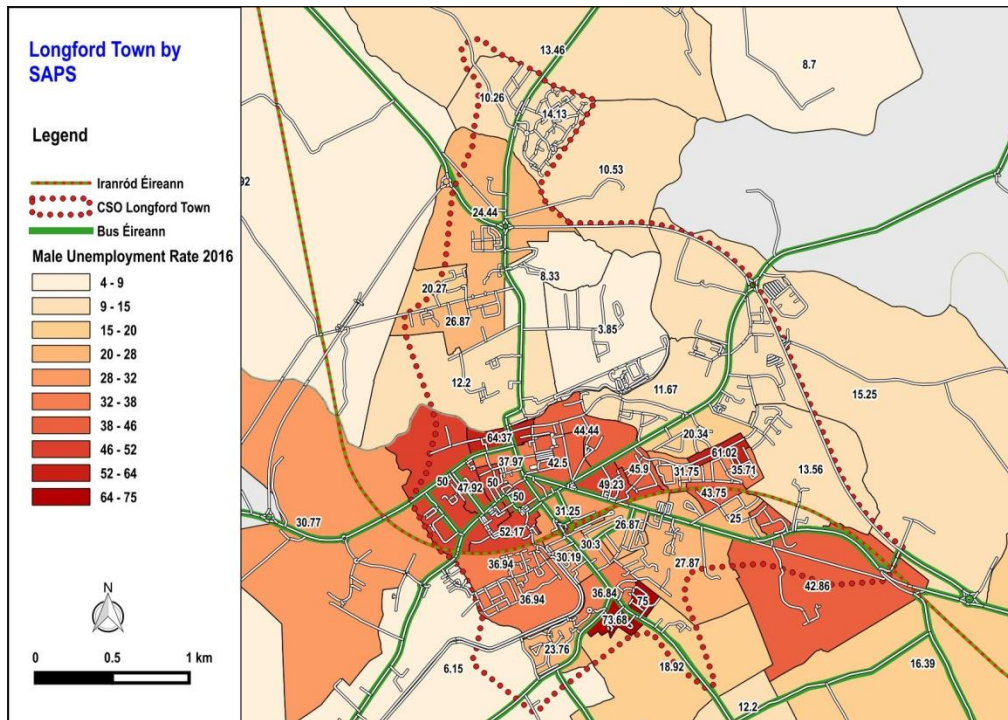 Longford Town by
SAPS
Legend
Iranród Éireann
CSO Longford Town
Bus Éireann
Male Unemployment Rate 2016
4 - 9
9 - 15
15 - 20
20 - 28
28 - 32
32 - 38
38 - 46
46 - 52
52 - 64
64 - 75
N
0 0.5 1 km
13.46
8.7
10.26
14.13
10.53
92
24.44
8.33
20.27
26.87
3.85
12.2
11.67
15.25
64.37
44.44
20.34
61.02
37.97
42.5
45.9
31.75
35.71
13.56
50
47.92
50
49.23
43.75
50
31.25
26.87
25
30.77
52.17
30.3
30.19
27.87
36.94
42.86
36.94
36.84
75
73.68
6.15
23.76
18.92
16.39
12.2